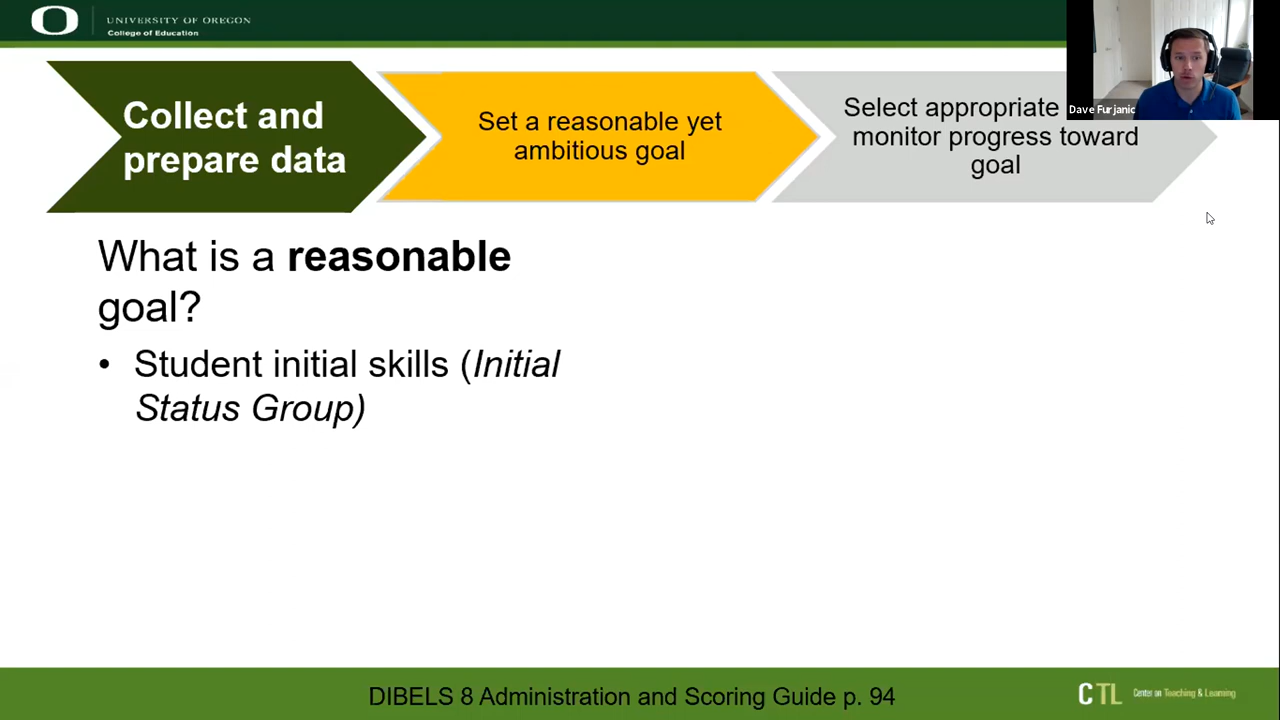 UNIVERSITY OF OREGON
College of Education
Collect and
prepare data
Set a reasonable yet
ambitious goal
Select appropriate
monitor progress toward
goal
Dave Furjanic
What is a reasonable
goal?
• Student initial skills (Initial
Status Group)
DIBELS 8 Administration and Scoring Guide p. 94
CTL Center on Teaching & Learning